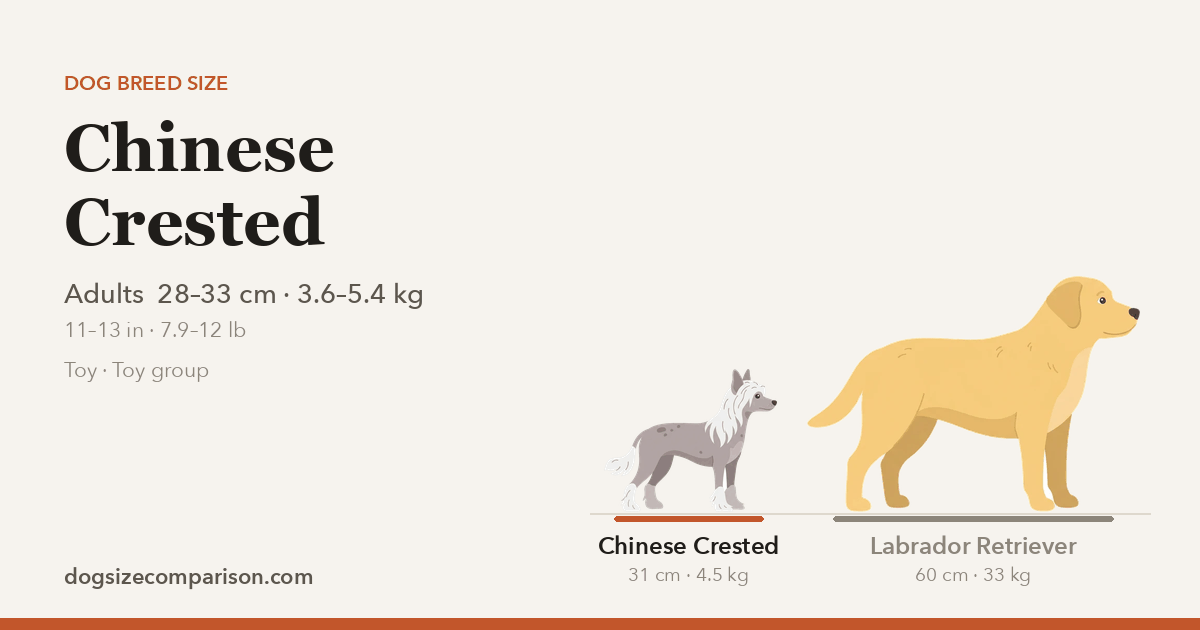 DOG BREED SIZE
Chinese
Crested
Adults 28–33 cm · 3.6–5.4 kg
11–13 in · 7.9–12 lb
Toy · Toy group
Chinese Crested
31 cm · 4.5 kg
Labrador Retriever
60 cm · 33 kg
dogsizecomparison.com